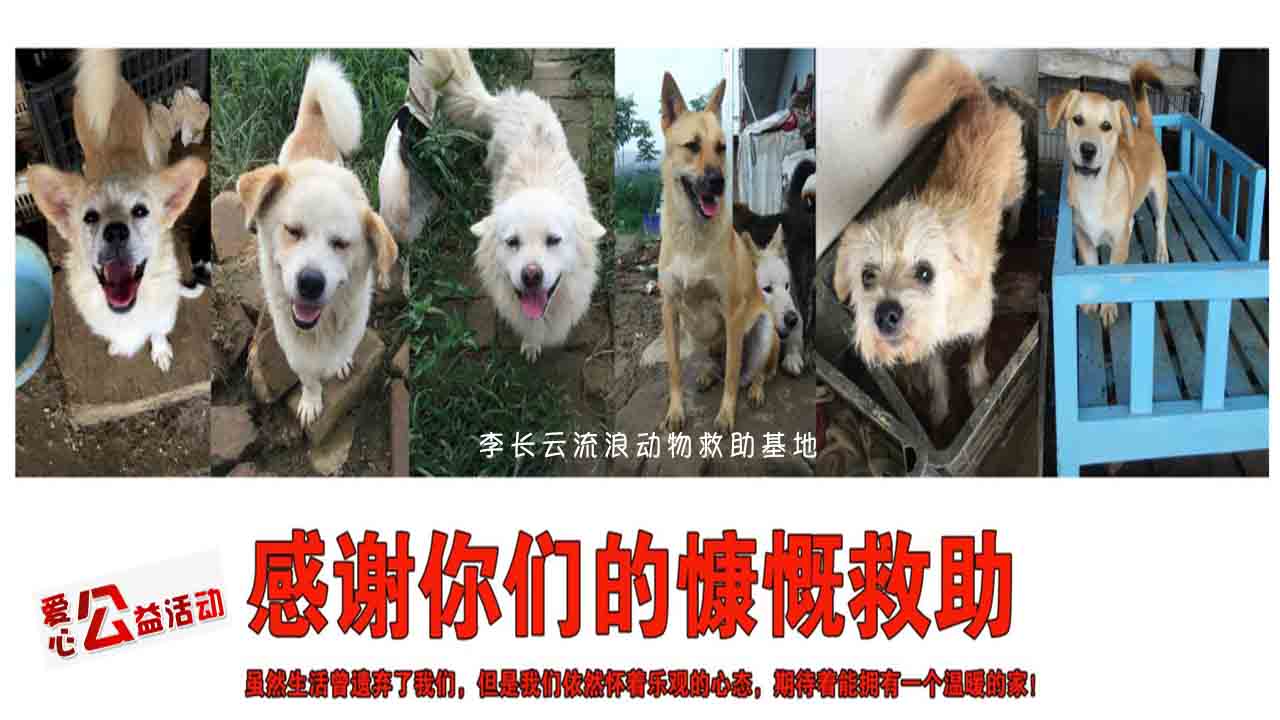 李长云流浪动物救助基地
感谢你们的慷慨救助
爱心公益活动
虽然生活曾遗弃了我们，但是我们依然怀着乐观的心态，期待着能拥有一个温暖的家！